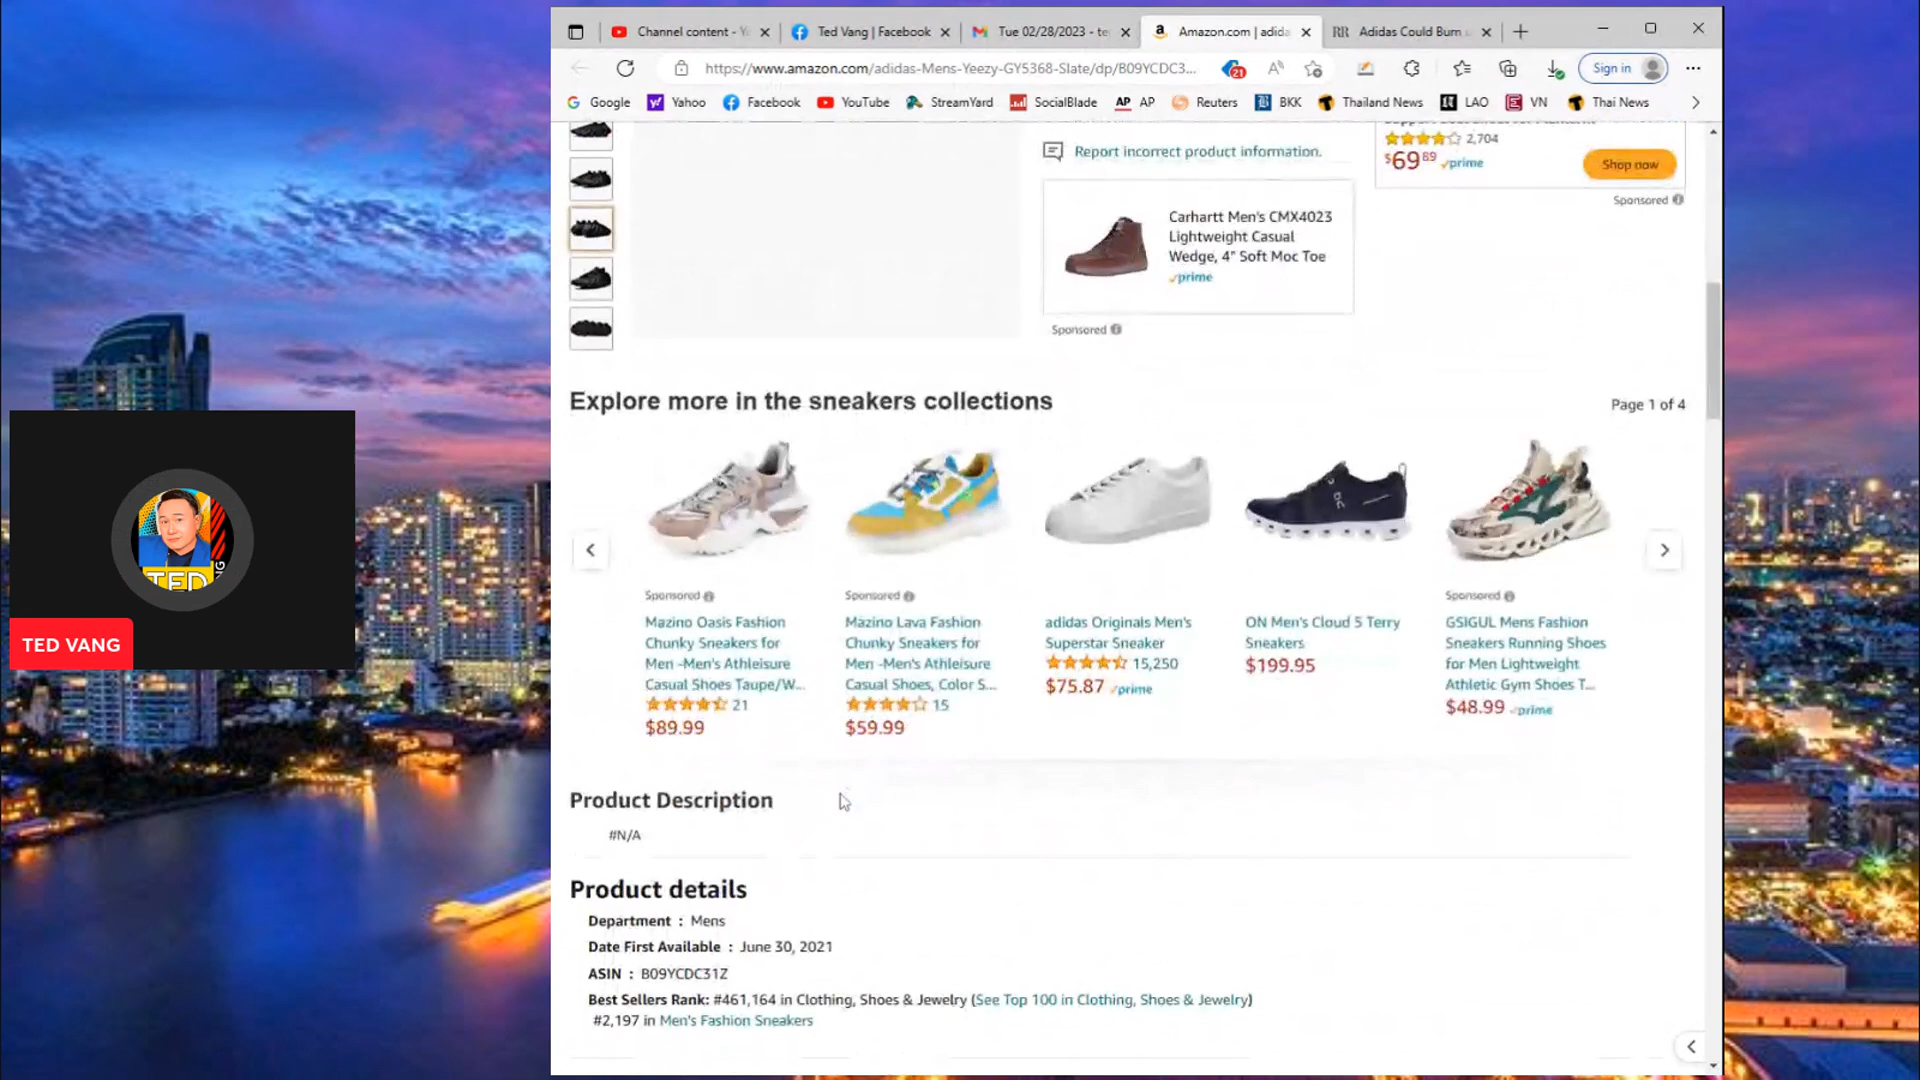 Channel content - Y
Ted Vang | Facebook
Tue 02/28/2023 - te
Amazon.com | adida
RR Adidas Could Burn
https://www.amazon.com/adidas-Mens-Yeezy-GY5368-Slate/dp/B09YCDC3...
21
Sign in
Google
Yahoo
Facebook
YouTube
StreamYard
SocialBlade
AP AP
Reuters
BKK
Thailand News
LAO
VN
Thai News
2,704
$69 89 prime
Shop now
Sponsored
Report incorrect product information.
Carhartt Men's CMX4023
Lightweight Casual
Wedge, 4" Soft Moc Toe
prime
Sponsored
Explore more in the sneakers collections
Page 1 of 4
Sponsored
Mazino Oasis Fashion
Chunky Sneakers for
Men -Men's Athleisure
Casual Shoes Taupe/W...
21
$89.99
Sponsored
Mazino Lava Fashion
Chunky Sneakers for
Men -Men's Athleisure
Casual Shoes, Color S...
15
$59.99
adidas Originals Men's
Superstar Sneaker
15,250
$75.87 prime
ON Men's Cloud 5 Terry
Sneakers
$199.95
Sponsored
GSIGUL Mens Fashion
Sneakers Running Shoes
for Men Lightweight
Athletic Gym Shoes T...
$48.99 prime
Product Description
#N/A
Product details
Department : Mens
Date First Available : June 30, 2021
ASIN : B09YCDC31Z
Best Sellers Rank: #461,164 in Clothing, Shoes & Jewelry (See Top 100 in Clothing, Shoes & Jewelry)
#2,197 in Men's Fashion Sneakers
TED
TED VANG